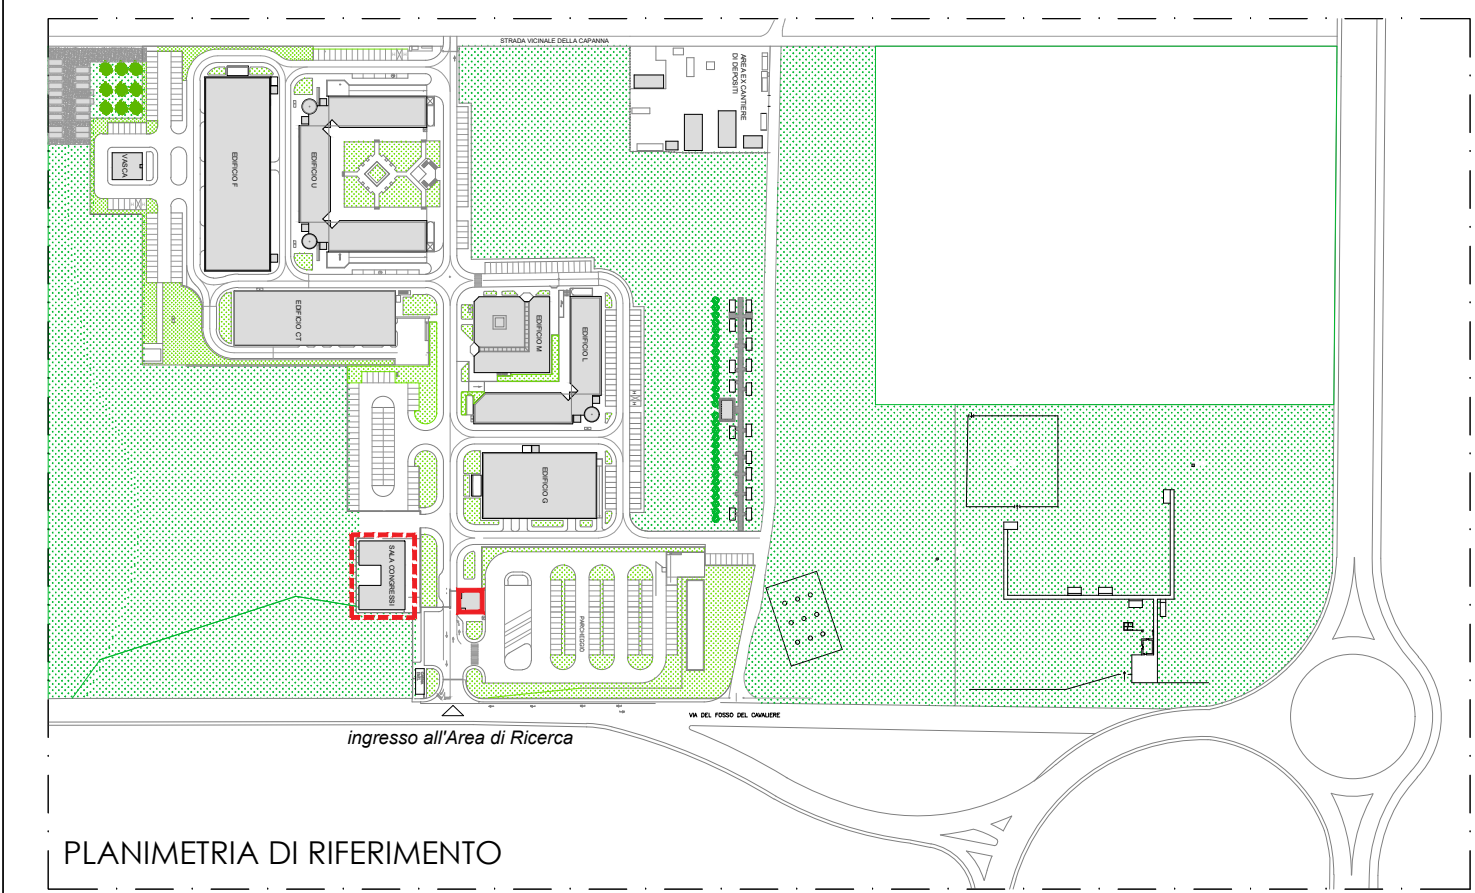 STRADA VICINALE DELLA CAPANNA
AREA EX CANTIERE
DI DEPOSITI
VASCA
EDIFICIO F
EDIFICIO U
EDIFICIO CT
EDIFICIO M
EDIFICIO L
EDIFICIO G
SALA CONGRESSI
PARCHEGGIO
VIA DEL FOSSO DEL CAVALIERE
ingresso all'Area di Ricerca
PLANIMETRIA DI RIFERIMENTO